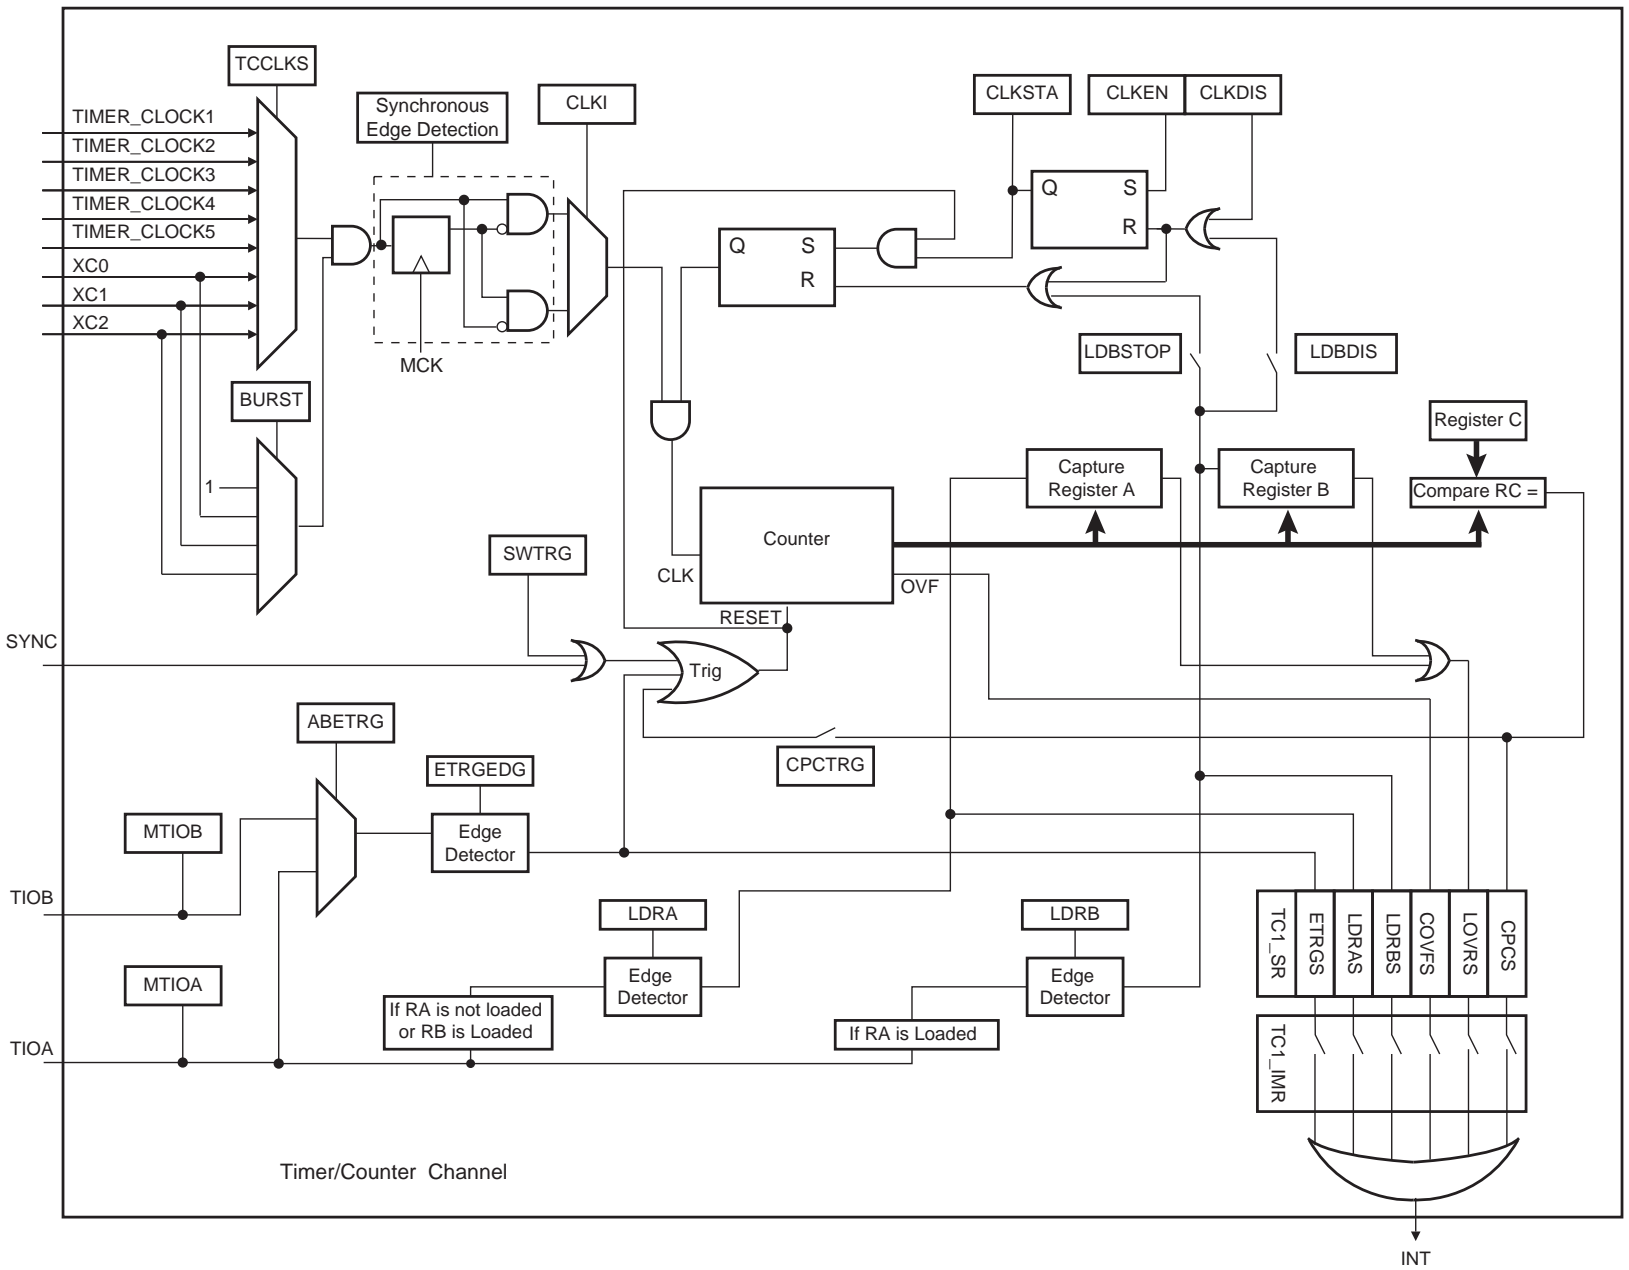 TCCLKS
TIMER_CLOCK1
TIMER_CLOCK2
TIMER_CLOCK3
TIMER_CLOCK4
TIMER_CLOCK5
XC0
XC1
XC2
Synchronous
Edge Detection
CLKI
CLKSTA
CLKEN
CLKDIS
Q
S
R
Q
S
R
MCK
LDBSTOP
LDBDIS
BURST
1
Register C
Capture
Register A
Capture
Register B
Compare RC =
Counter
SWTRG
CLK
OVF
RESET
SYNC
Trig
ABETRG
CPCTRG
ETRGEDG
MTIOB
Edge
Detector
TIOB
LDRA
LDRB
MTIOA
Edge
Detector
Edge
Detector
If RA is not loaded
or RB is Loaded
If RA is Loaded
TIOA
TC1_SR
ETRGS
LDRAS
LDRBS
COVFS
LOVRS
CPCS
TC1_IMR
Timer/Counter Channel
INT